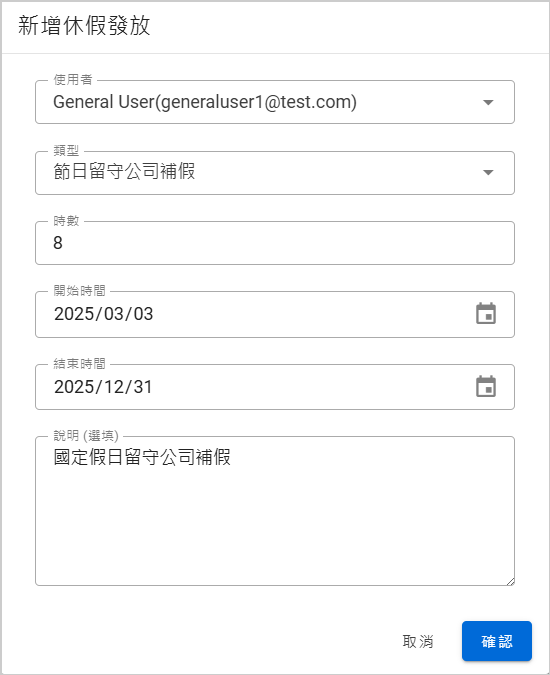 新增休假發放
使用者
General User(generaluser1@test.com)
類型
節日留守公司補假
時數
8
開始時間
2025/03/03
結束時間
2025/12/31
說明 (選填)
國定假日留守公司補假
取消
確認